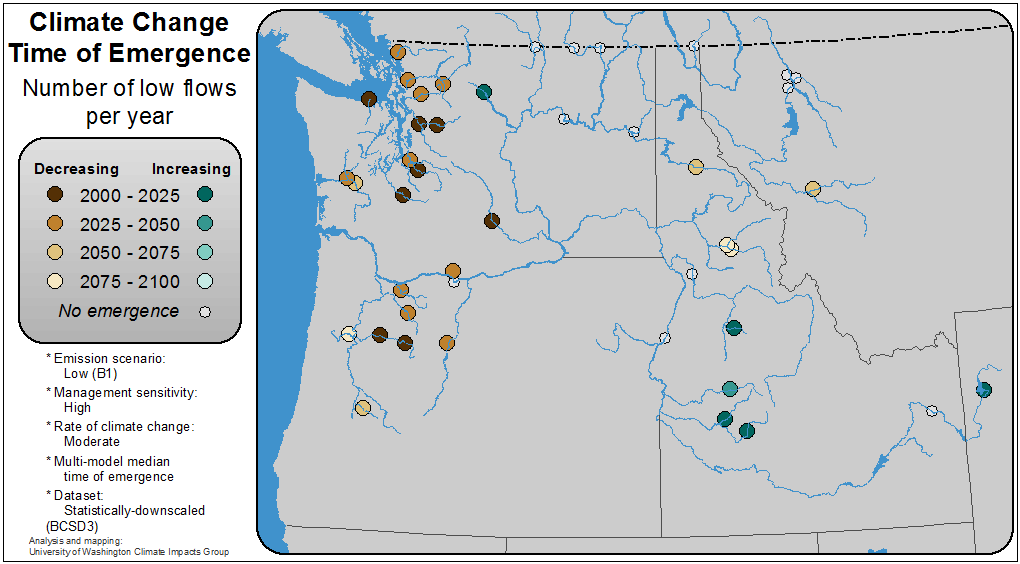 Climate Change
Time of Emergence
Number of low flows
per year
Decreasing Increasing
2000 - 2025
2025 - 2050
2050 - 2075
2075 - 2100
No emergence
* Emission scenario:
Low (B1)
* Management sensitivity:
High
* Rate of climate change:
Moderate
* Multi-model median
time of emergence
* Dataset:
Statistically-downscaled
(BCSD3)
Analysis and mapping:
University of Washington Climate Impacts Group